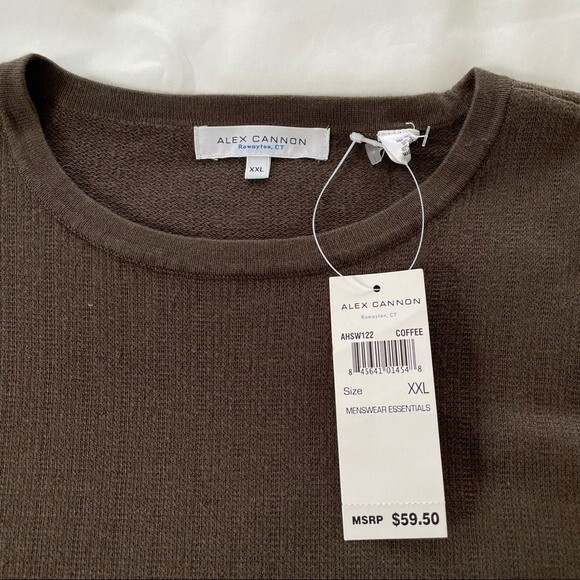 ALEX CANNON
Rowayton, CT
XXL
ALEX CANNON
Rowayton, CT
AHSW122 COFFEE
8 45641 01454 8
Size XXL
MENSWEAR ESSENTIALS
MSRP $59.50